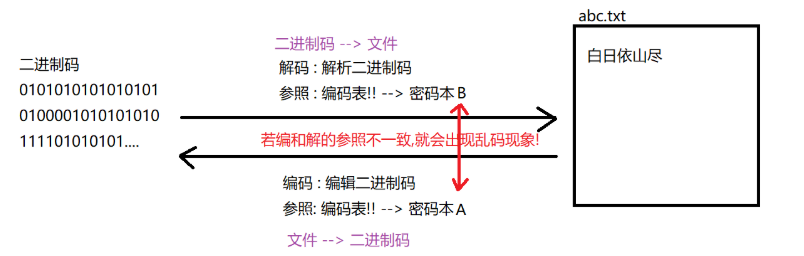 abc.txt
二进制码 --> 文件
白日依山尽
二进制码
解码 : 解析二进制码
0101010101010101
参照 : 编码表!! --> 密码本 B
0100001010101010
111101010101....
若编和解的参照不一致,就会出现乱码现象!
编码 : 编辑二进制码
参照: 编码表!! --> 密码本 A
文件 --> 二进制码